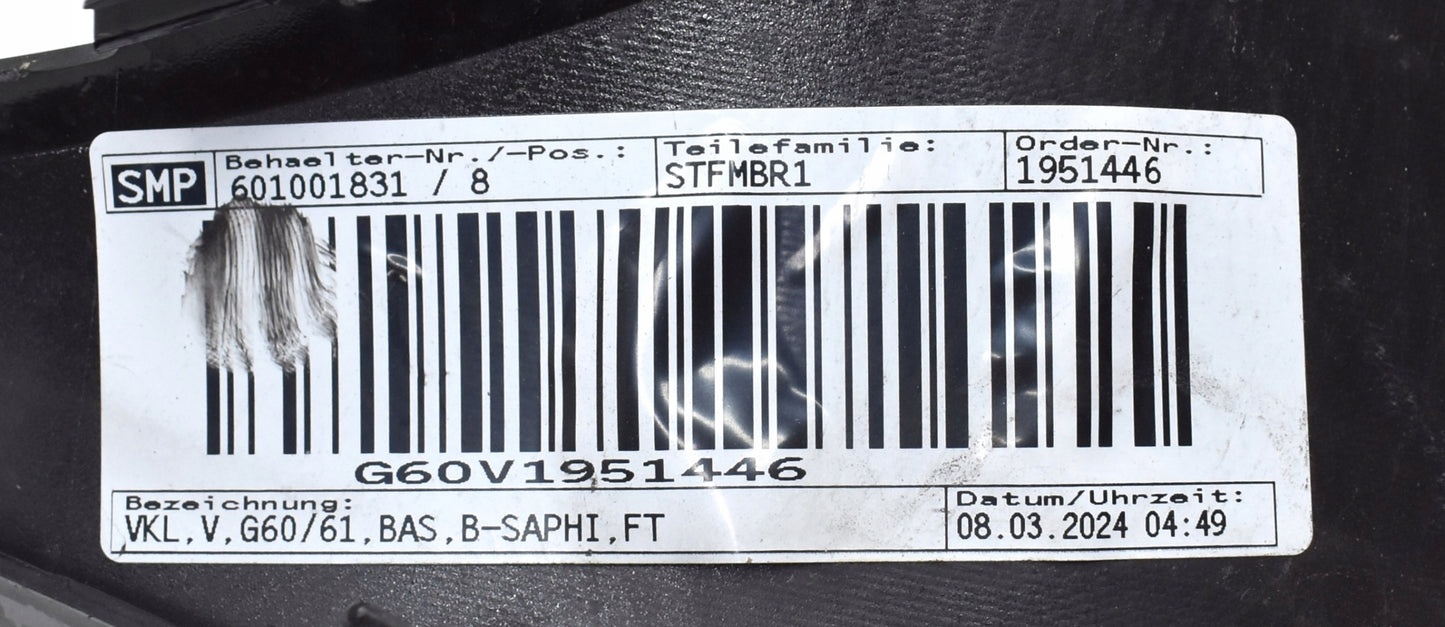 SMP
Behaelter-Nr./-Pos.:
601001831 / 8
Teilefamilie:
STFMBR1
Order-Nr.:
1951446
G60V1951446
Bezeichnung:
VKL,V,G60/61,BAS,B-SAPHI,FT
Datum/Uhrzeit:
08.03.2024 04:49